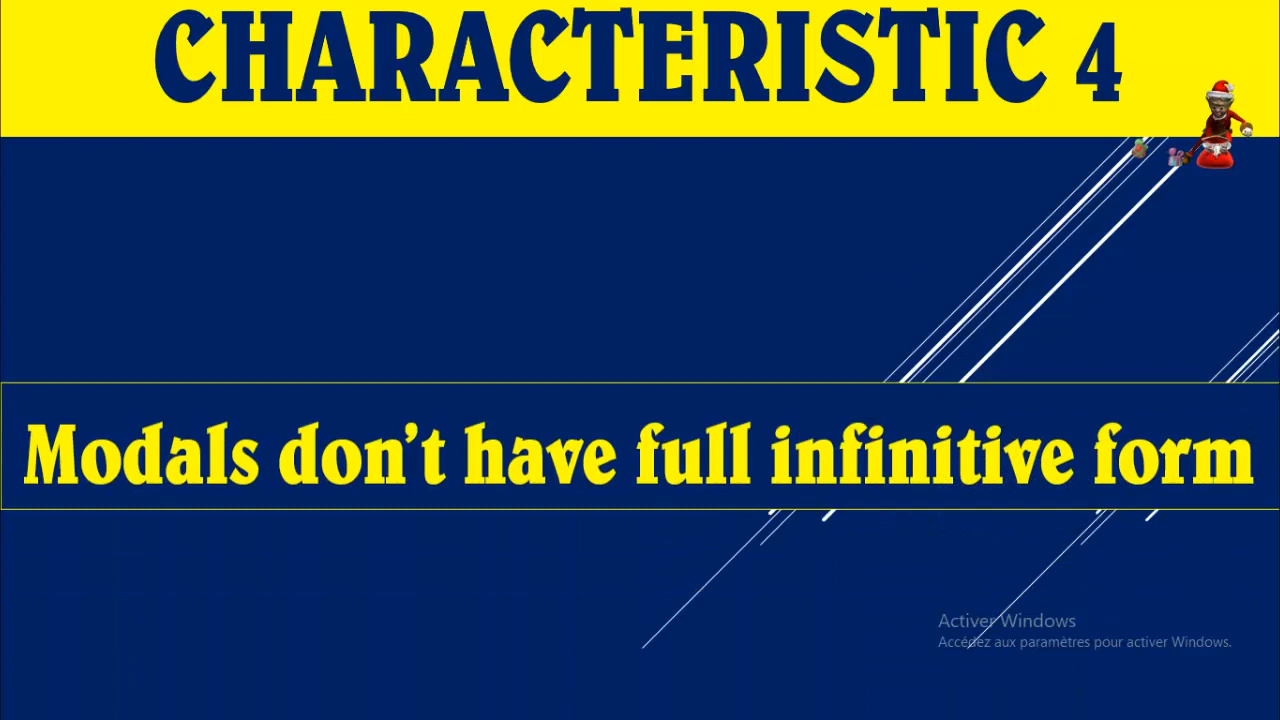 CHARACTERISTIC 4
Modals don’t have full infinitive form
Activer Windows
Accédez aux paramètres pour activer Windows.